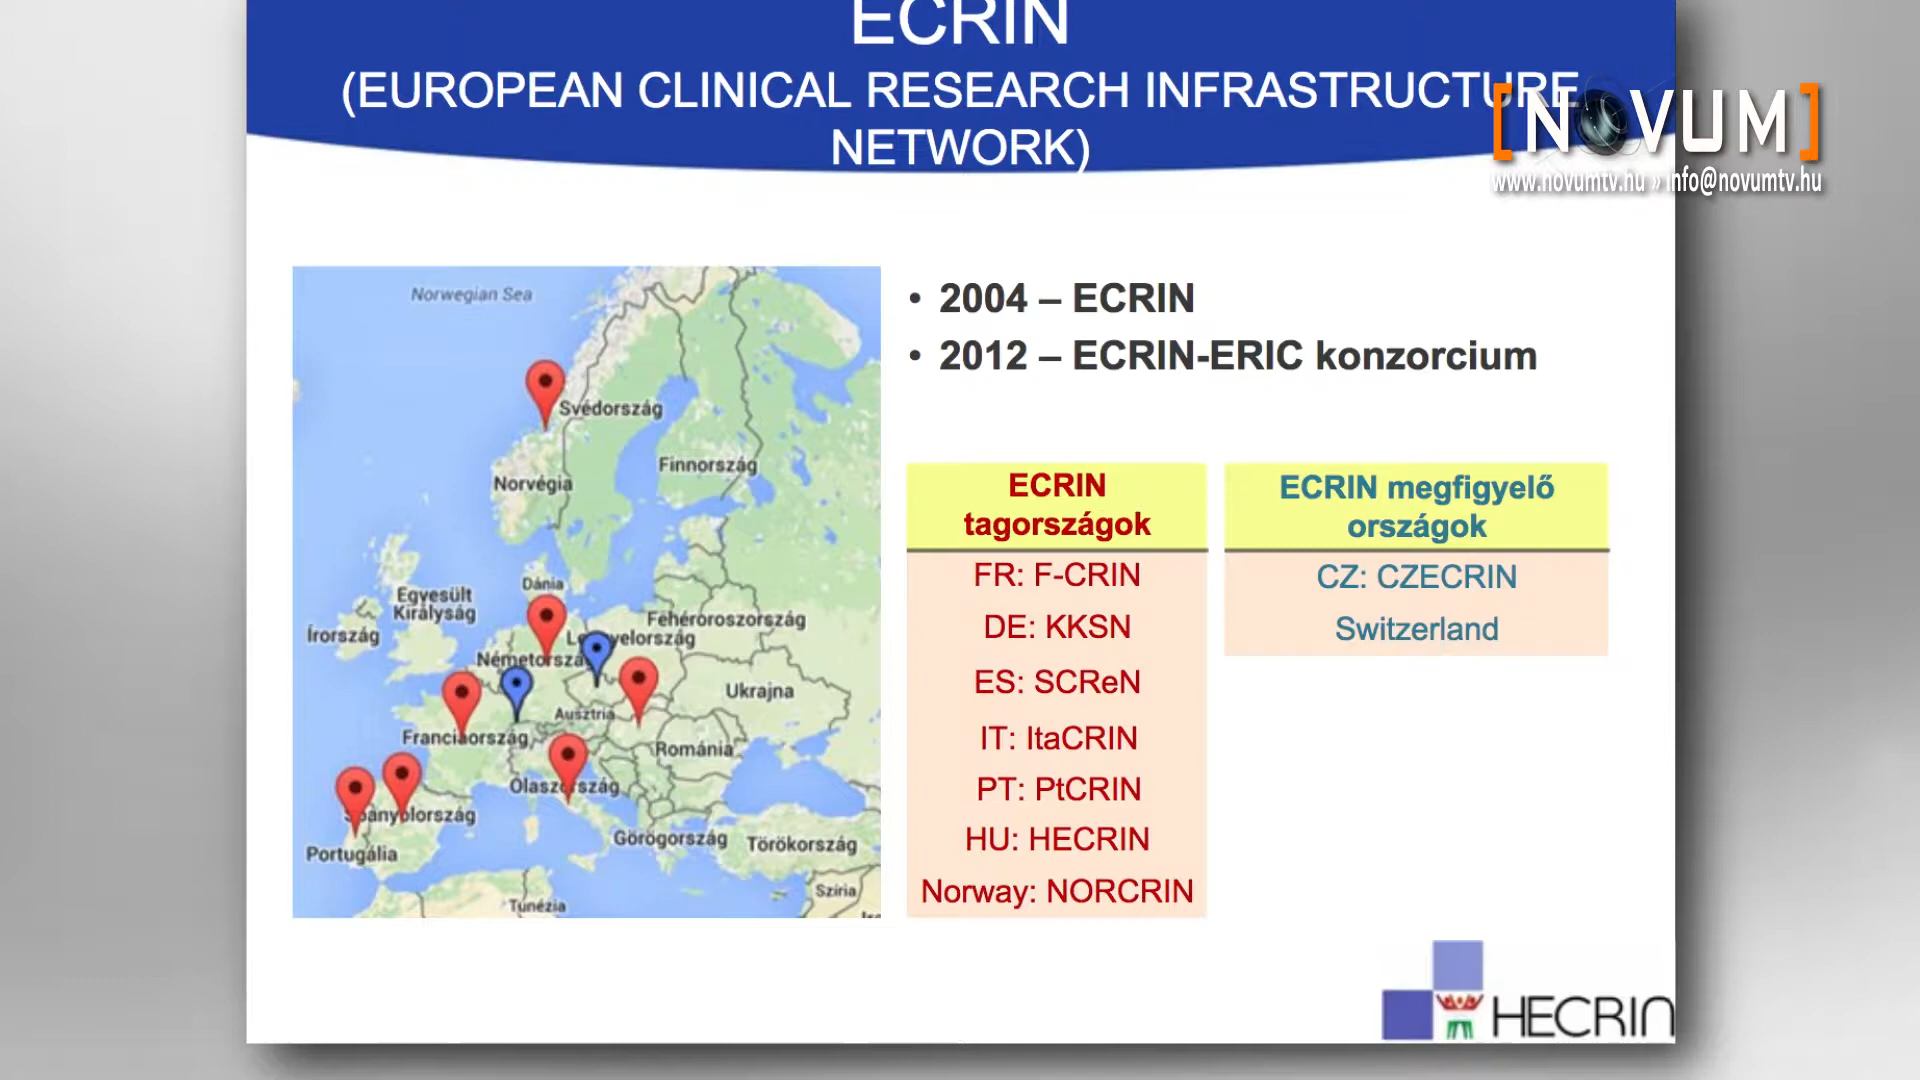 ECRIN
(EUROPEAN CLINICAL RESEARCH INFRASTRUCTURE
NETWORK)
[NOVUM]
www.novumtv.hu » info@novumtv.hu
• 2004 – ECRIN
• 2012 – ECRIN-ERIC konzorcium
Norwegian Sea
Svédország
Finnország
Norvégia
Dánia
Egyesült
Királyság
Írország
Fehéroroszország
Lengyelország
Németország
Ukrajna
Ausztria
Franciaország
Románia
Olaszország
Spanyolország
Görögország
Törökország
Portugália
Szíria
Tunézia
ECRIN
tagországok
FR: F-CRIN
DE: KKSN
ES: SCReN
IT: ItaCRIN
PT: PtCRIN
HU: HECRIN
Norway: NORCRIN
ECRIN megfigyelő
országok
CZ: CZECRIN
Switzerland
HECRIN